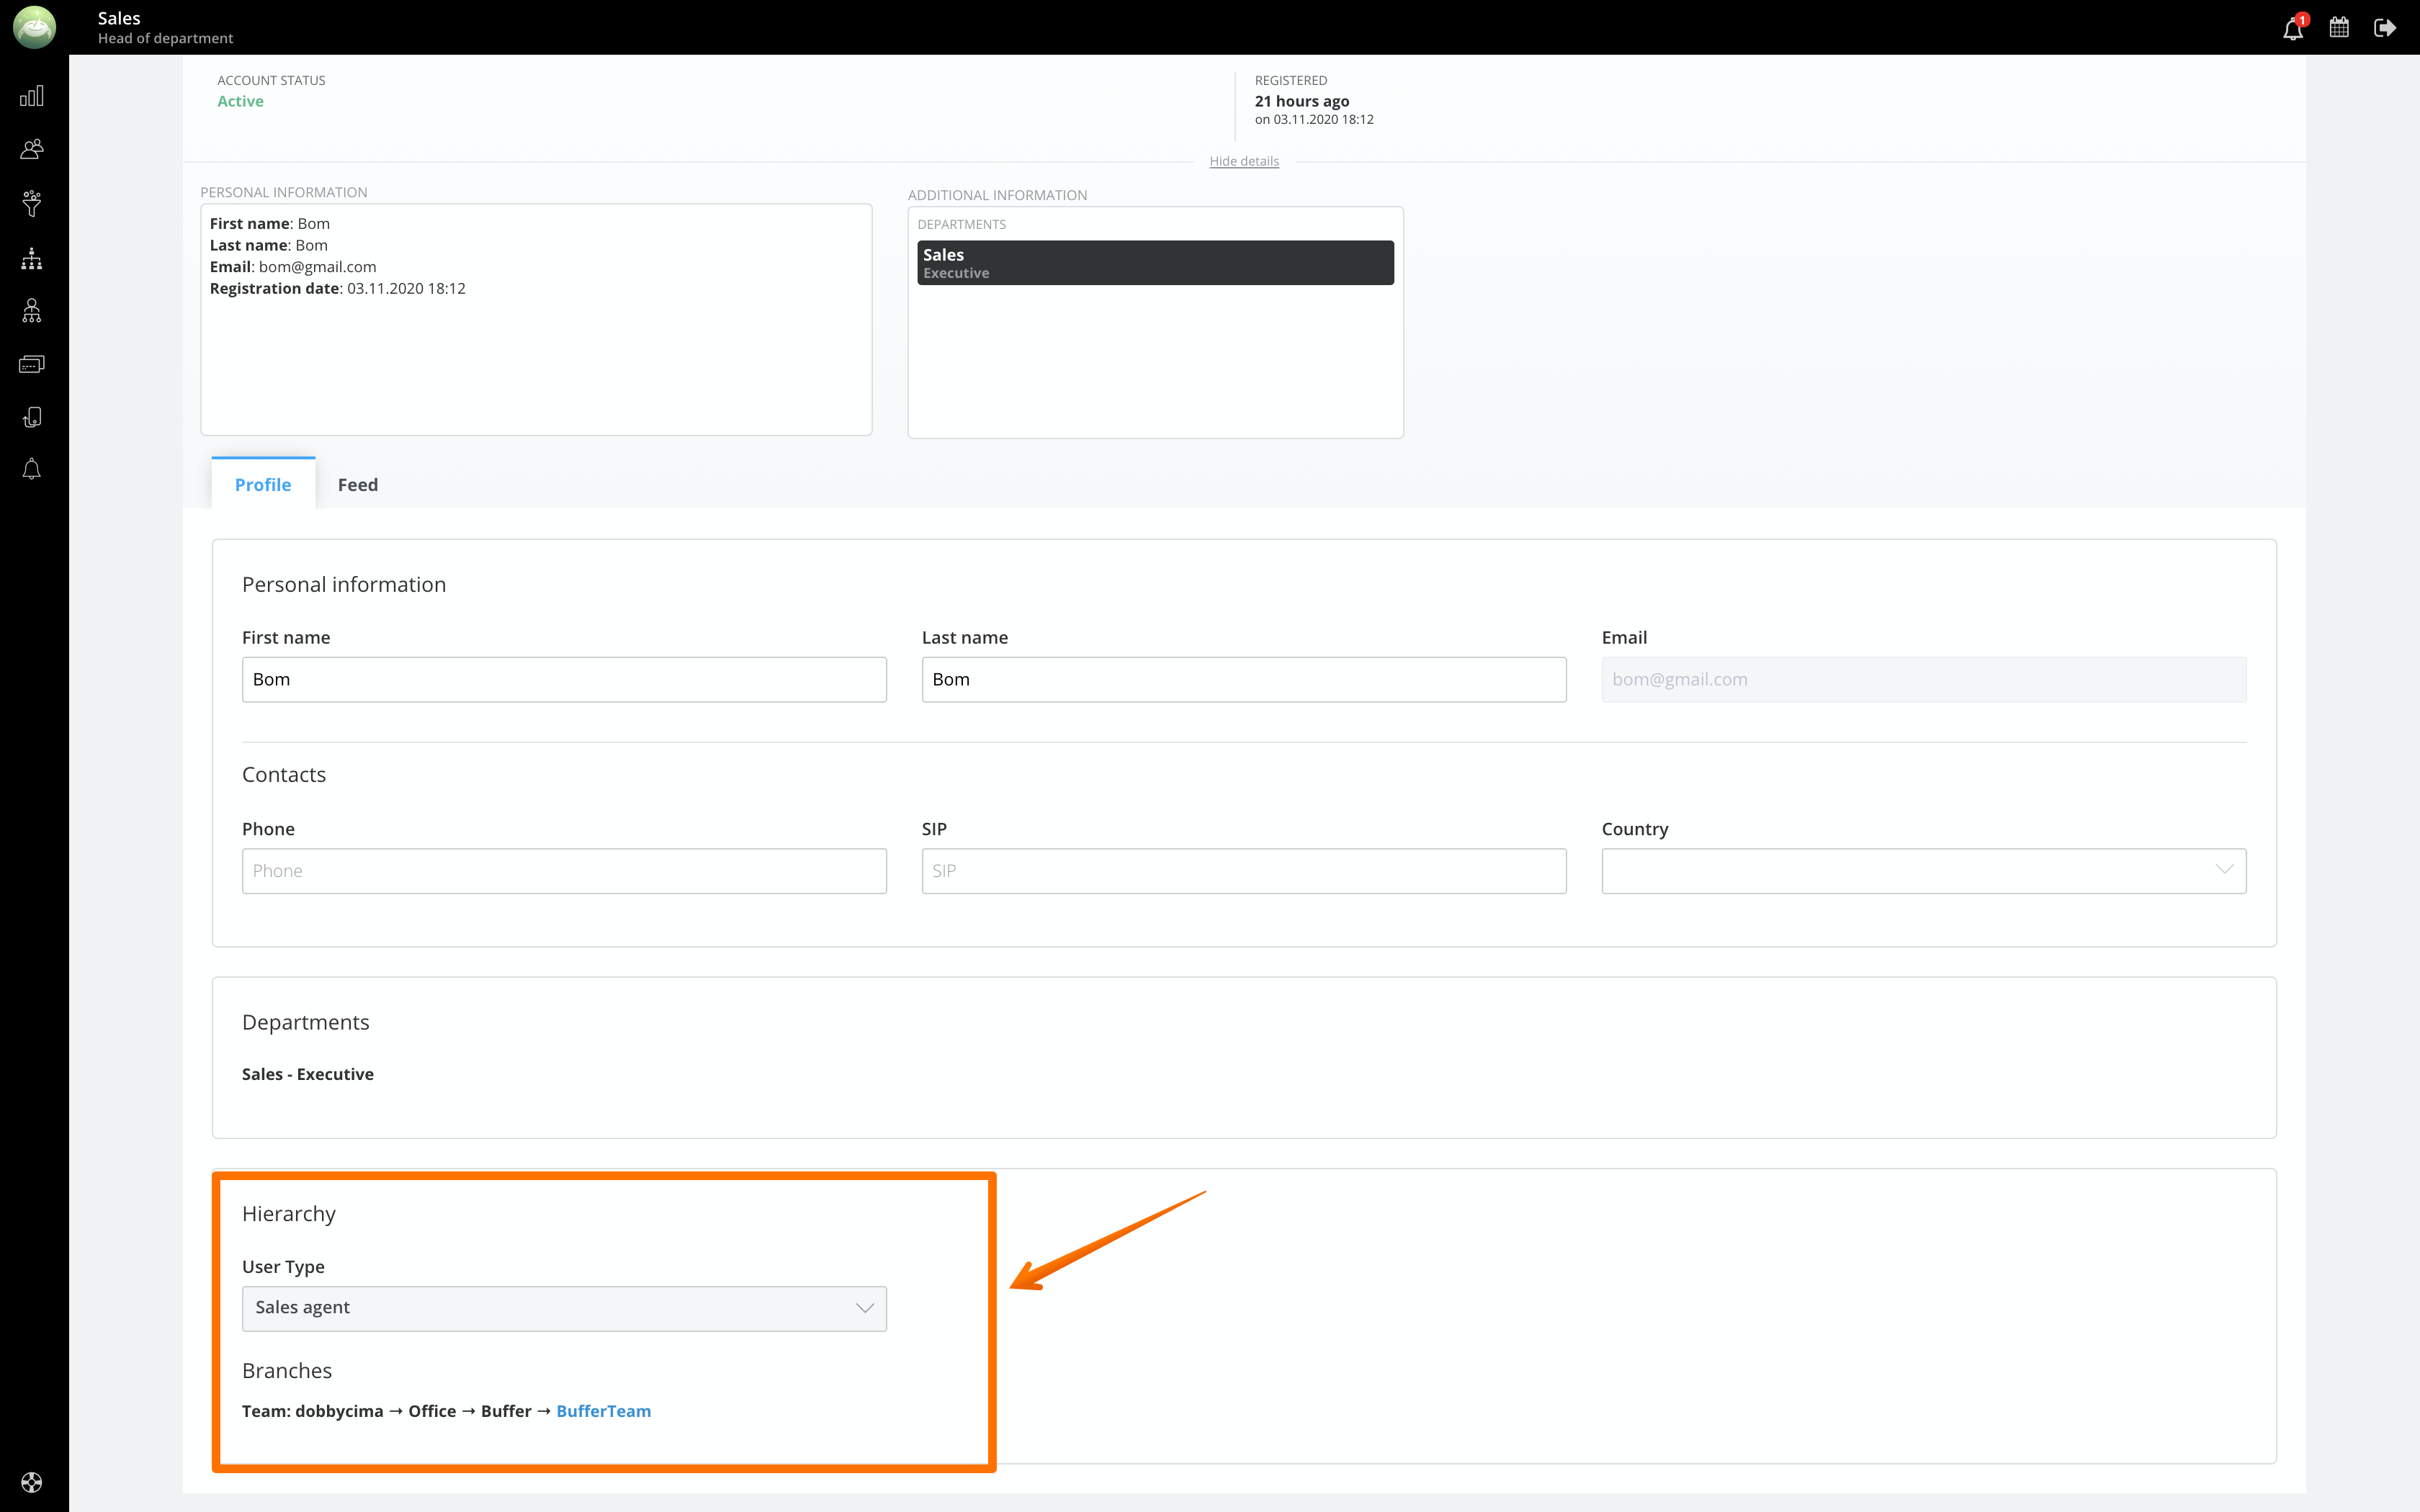 Sales
Head of department
1
ACCOUNT STATUS
Active
REGISTERED
21 hours ago
on 03.11.2020 18:12
Hide details
PERSONAL INFORMATION
First name: Bom
Last name: Bom
Email: bom@gmail.com
Registration date: 03.11.2020 18:12
ADDITIONAL INFORMATION
DEPARTMENTS
Sales
Executive
Profile
Feed
Personal information
First name
Last name
Email
Bom
Bom
bom@gmail.com
Contacts
Phone
SIP
Country
Phone
SIP
Departments
Sales - Executive
Hierarchy
User Type
Sales agent
Branches
Team: dobbycima → Office → Buffer → BufferTeam